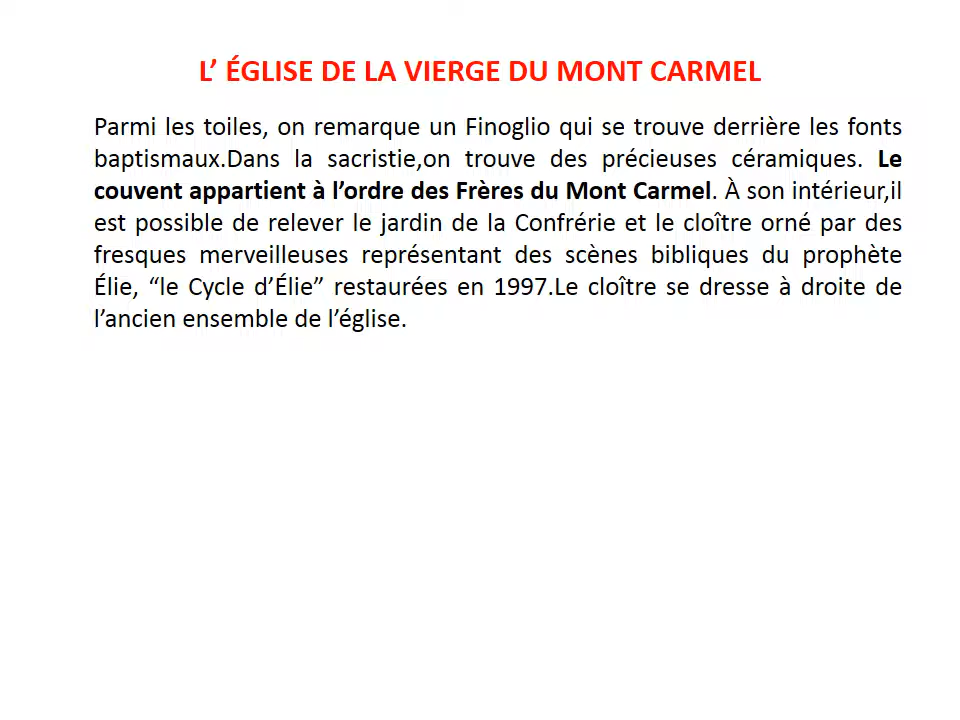 L’ ÉGLISE DE LA VIERGE DU MONT CARMEL
Parmi les toiles, on remarque un Finoglio qui se trouve derrière les fonts
baptismaux.Dans la sacristie,on trouve des précieuses céramiques. Le
couvent appartient à l’ordre des Frères du Mont Carmel. À son intérieur,il
est possible de relever le jardin de la Confrérie et le cloître orné par des
fresques merveilleuses représentant des scènes bibliques du prophète
Élie, “le Cycle d’Élie” restaurées en 1997.Le cloître se dresse à droite de
l’ancien ensemble de l’église.